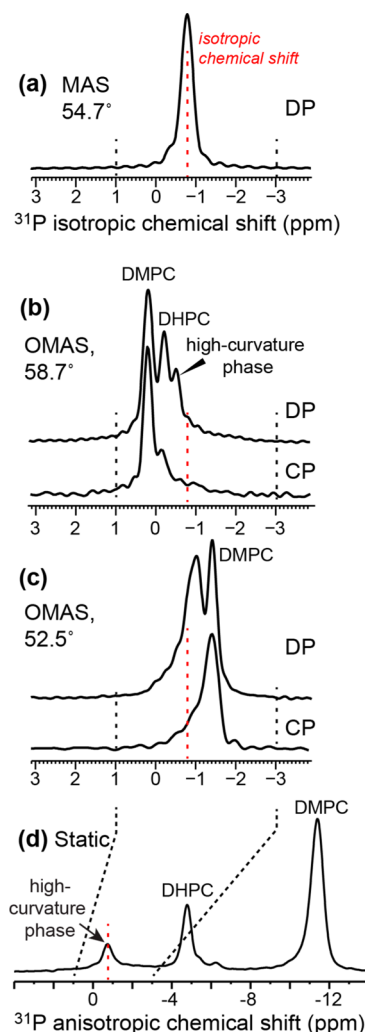 (a) MAS
54.7°
isotropic
chemical shift
DP
3 2 1 0 −1 −2 −3
31P isotropic chemical shift (ppm)
DMPC
(b)
DHPC
OMAS,
58.7°
high-curvature
phase
DP
CP
3 2 1 0 −1 −2 −3
(c)
DMPC
OMAS,
52.5°
DP
CP
3 2 1 0 −1 −2 −3
DMPC
(d) Static
high-
curvature
phase
DHPC
0 -4 -8 -12
31P anisotropic chemical shift (ppm)